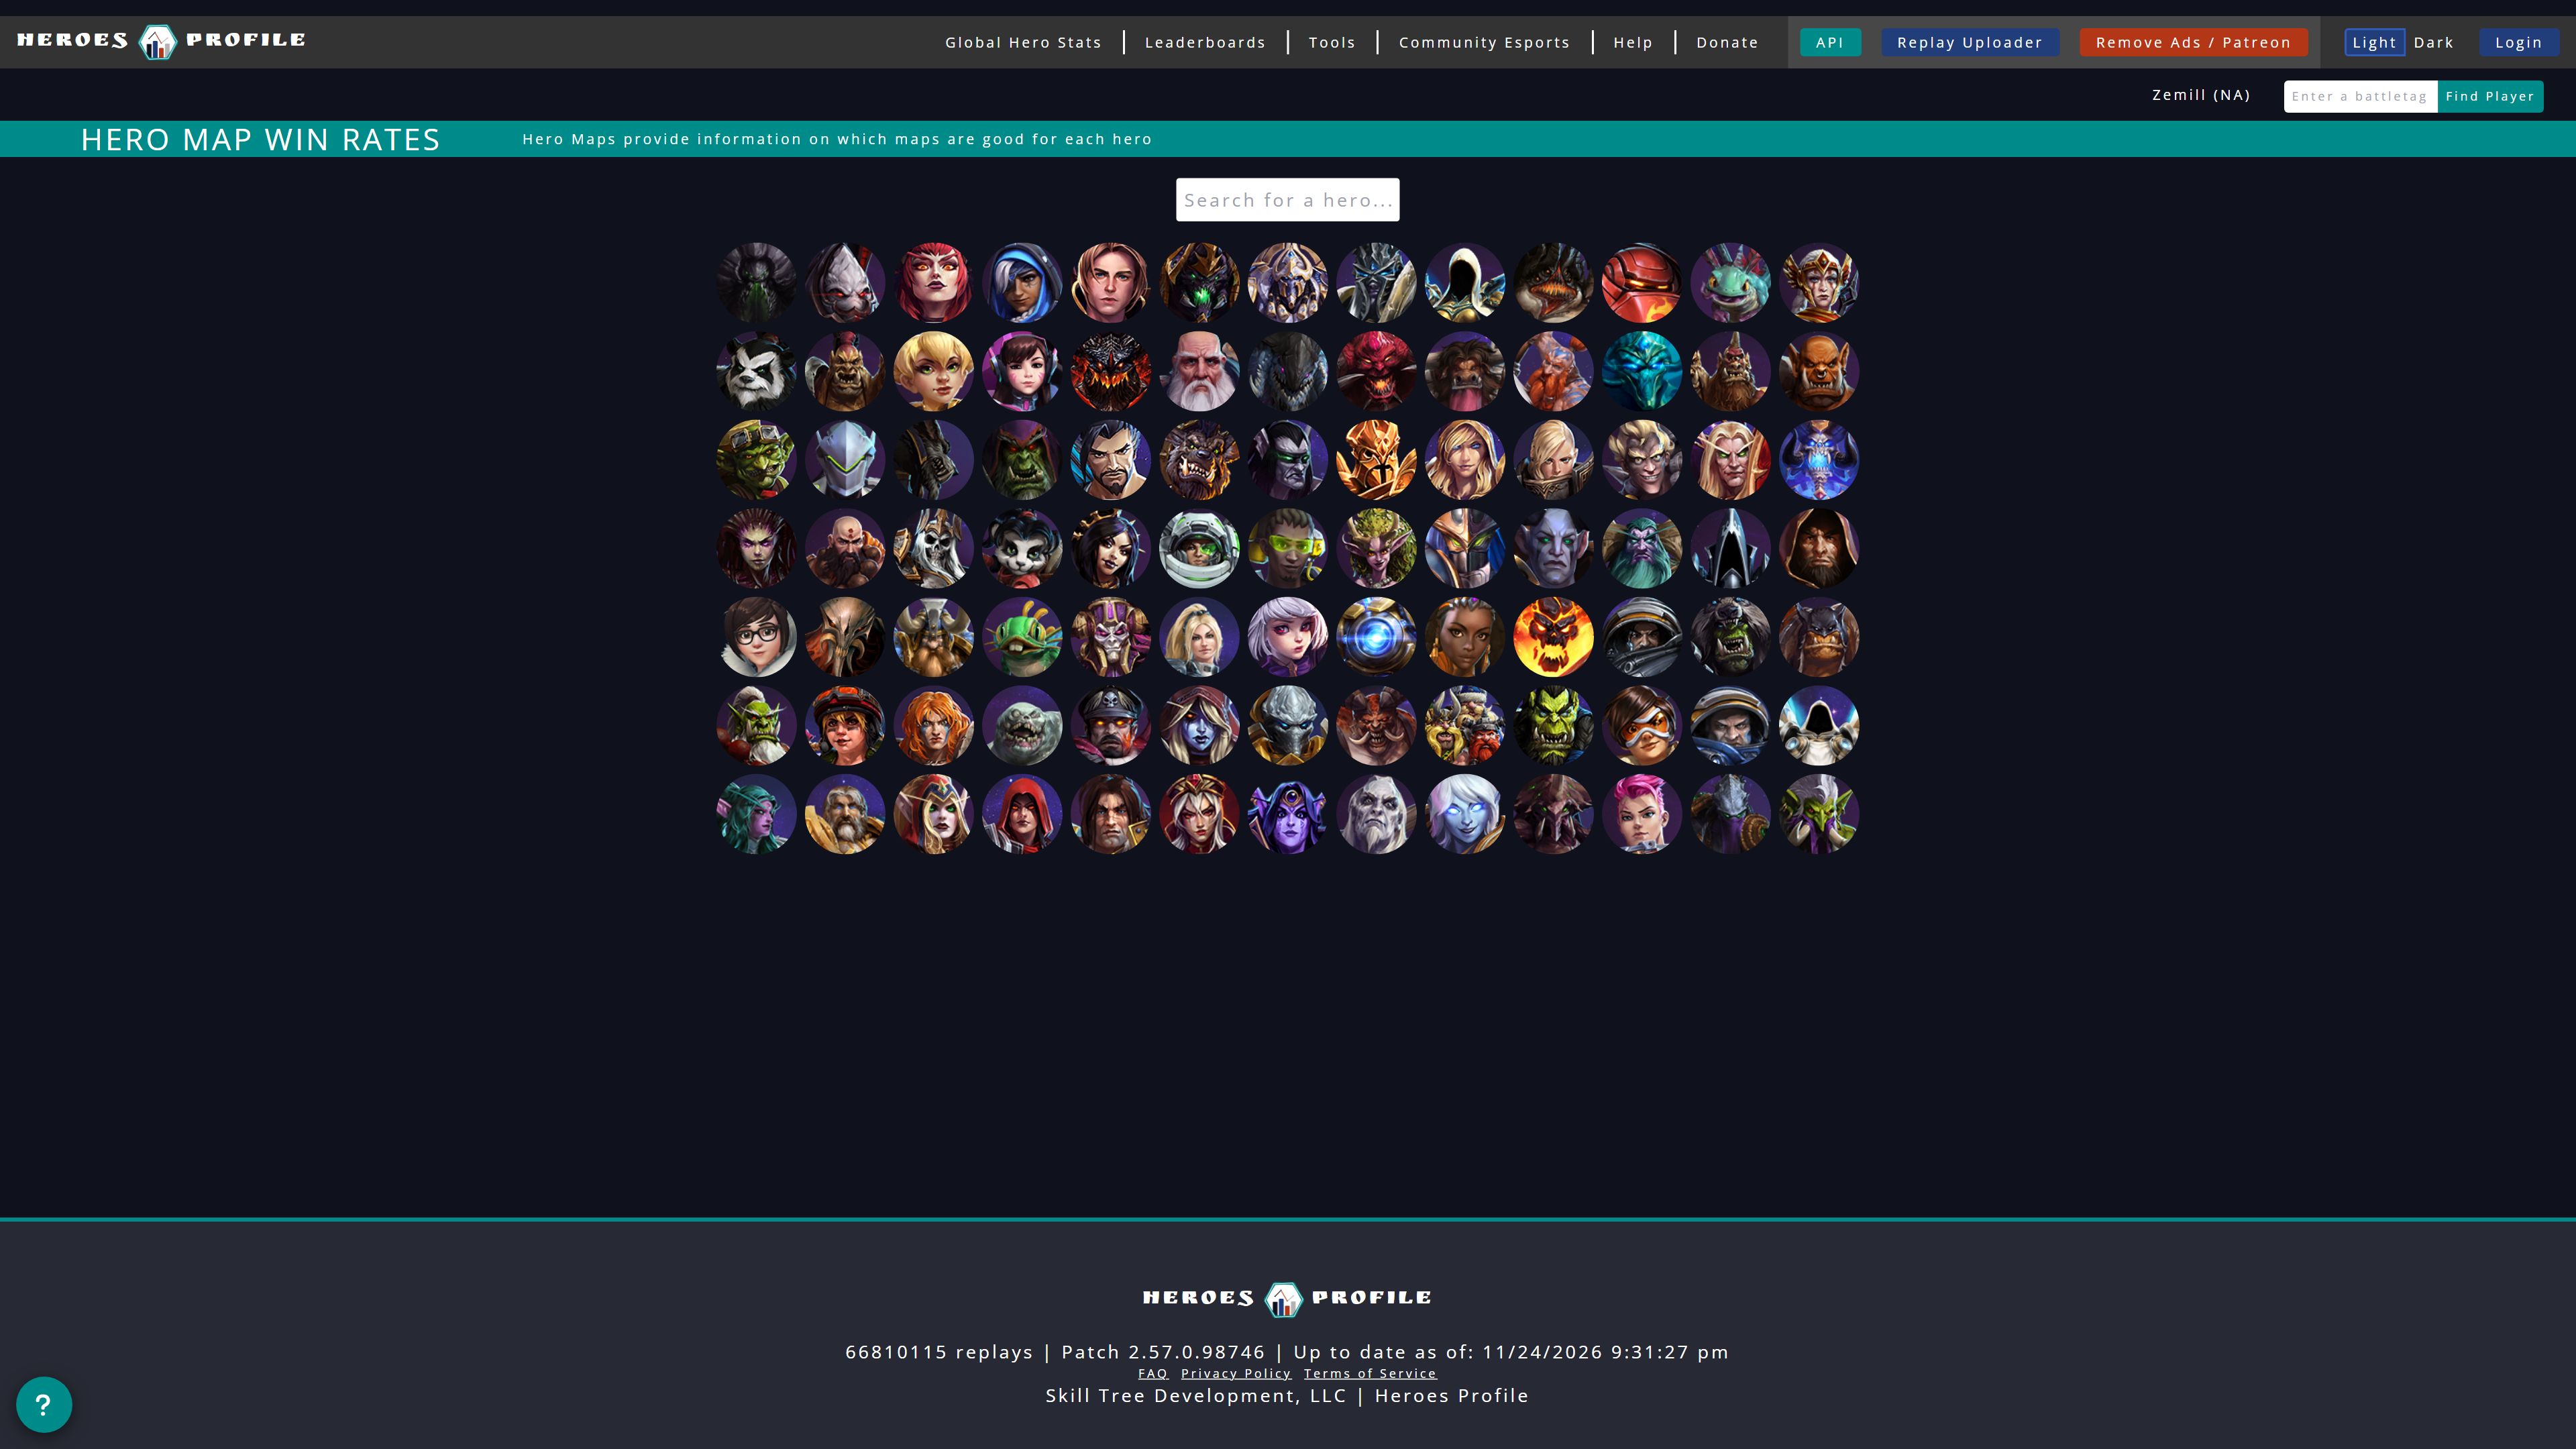 HEROES PROFILE
Global Hero Stats
Leaderboards
Tools
Community Esports
Help
Donate
API
Replay Uploader
Remove Ads / Patreon
Light
Dark
Login
Zemill (NA)
Enter a battletag
Find Player
HERO MAP WIN RATES
Hero Maps provide information on which maps are good for each hero
Search for a hero...
HEROES PROFILE
66810115 replays | Patch 2.57.0.98746 | Up to date as of: 11/24/2026 9:31:27 pm
FAQ Privacy Policy Terms of Service
Skill Tree Development, LLC | Heroes Profile
?